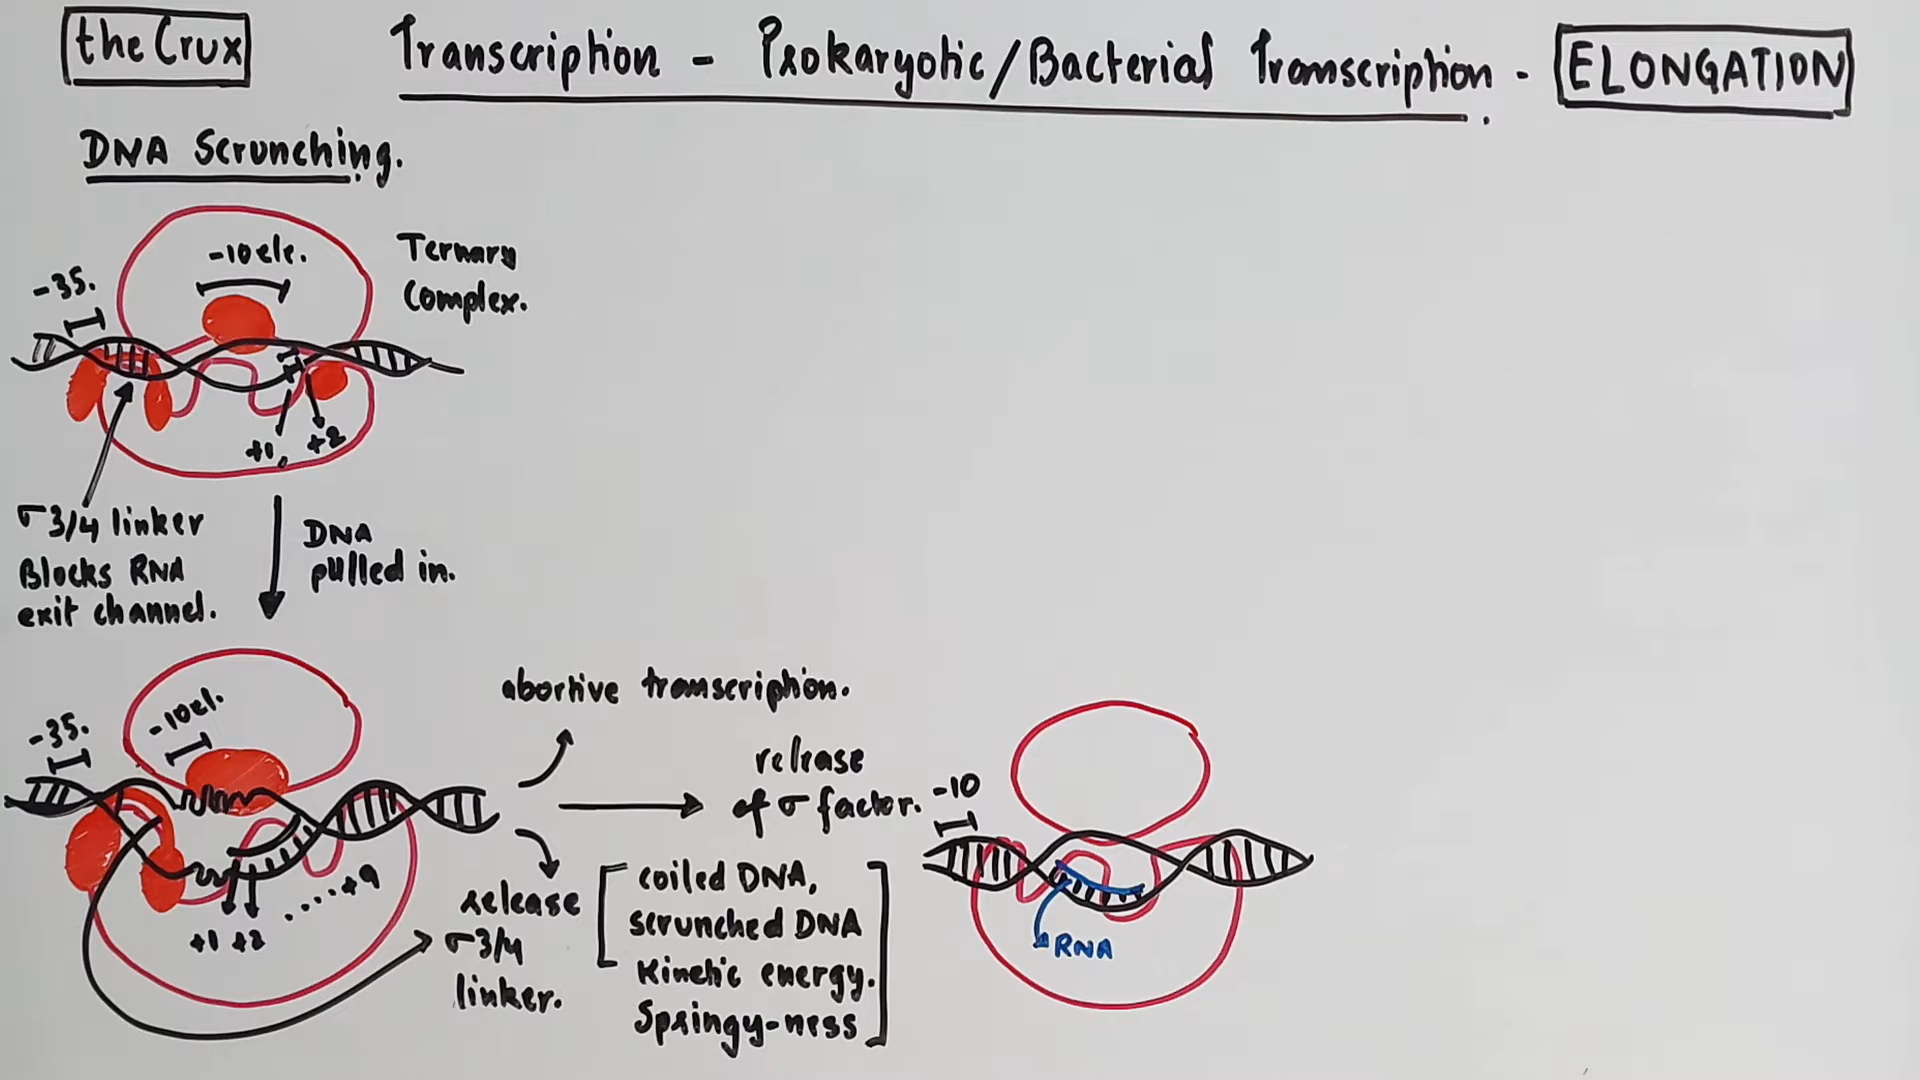 the Crux
Transcription - Prokaryotic/Bacterial Transcription - ELONGATION
DNA Scrunching.
-10 ele.
-35.
Ternary
Complex.
+1, +2
σ3/4 linker
Blocks RNA
exit channel.
DNA
pulled in.
-35.
-10 el.
+1 +2 .....+9
abortive transcription.
release
of σ factor.
release
σ3/4
linker.
coiled DNA,
scrunched DNA
Kinetic energy.
Springy-ness
-10
RNA